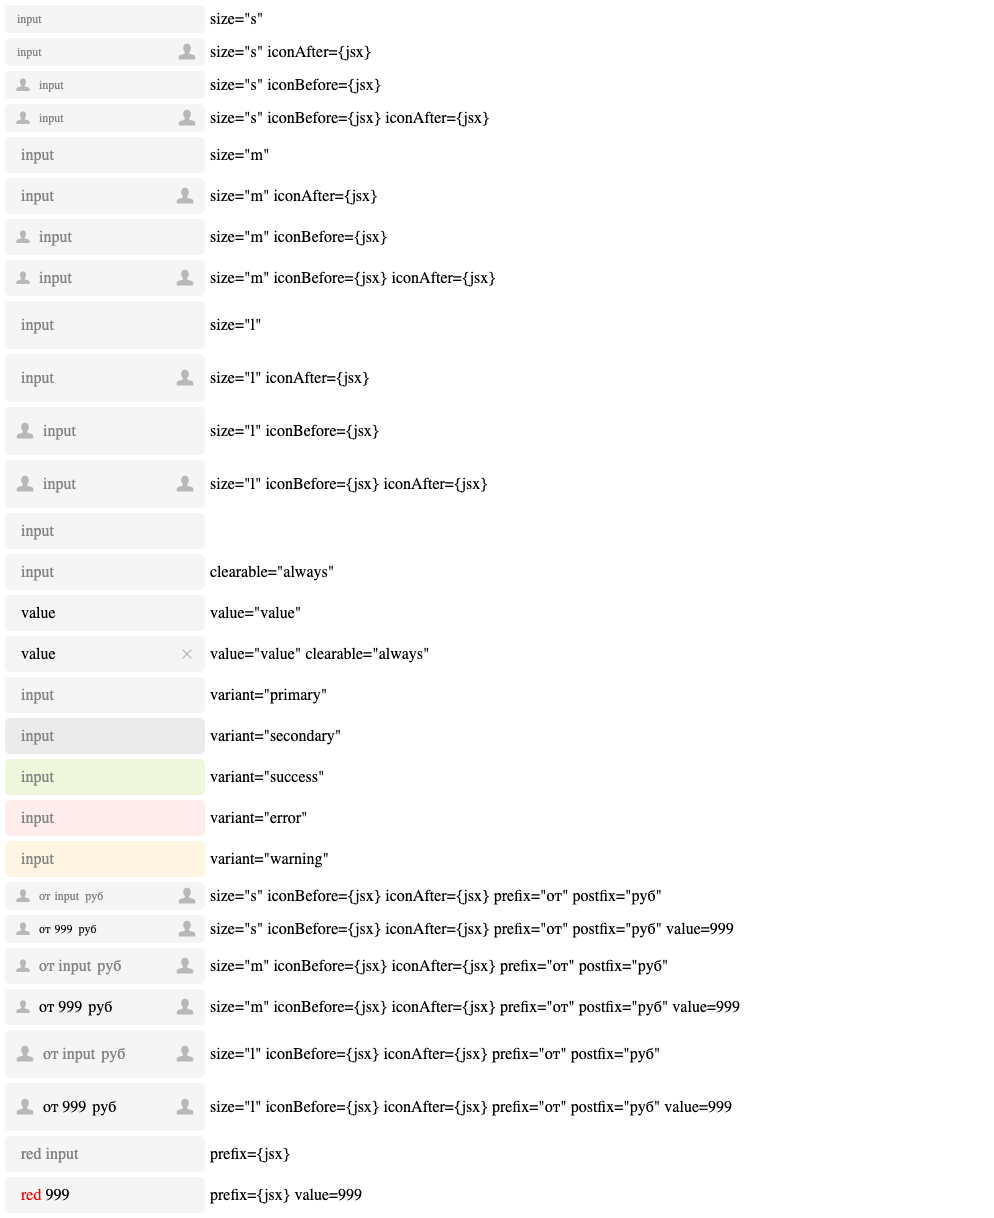 input size="s"
input size="s" iconAfter={jsx}
input size="s" iconBefore={jsx}
input size="s" iconBefore={jsx} iconAfter={jsx}
input size="m"
input size="m" iconAfter={jsx}
input size="m" iconBefore={jsx}
input size="m" iconBefore={jsx} iconAfter={jsx}
input size="l"
input size="l" iconAfter={jsx}
input size="l" iconBefore={jsx}
input size="l" iconBefore={jsx} iconAfter={jsx}
input
input clearable="always"
value value="value"
value value="value" clearable="always"
input variant="primary"
input variant="secondary"
input variant="success"
input variant="error"
input variant="warning"
от input руб size="s" iconBefore={jsx} iconAfter={jsx} prefix="от" postfix="руб"
от 999 руб size="s" iconBefore={jsx} iconAfter={jsx} prefix="от" postfix="руб" value=999
от input руб size="m" iconBefore={jsx} iconAfter={jsx} prefix="от" postfix="руб"
от 999 руб size="m" iconBefore={jsx} iconAfter={jsx} prefix="от" postfix="руб" value=999
от input руб size="l" iconBefore={jsx} iconAfter={jsx} prefix="от" postfix="руб"
от 999 руб size="l" iconBefore={jsx} iconAfter={jsx} prefix="от" postfix="руб" value=999
red input prefix={jsx}
red 999 prefix={jsx} value=999